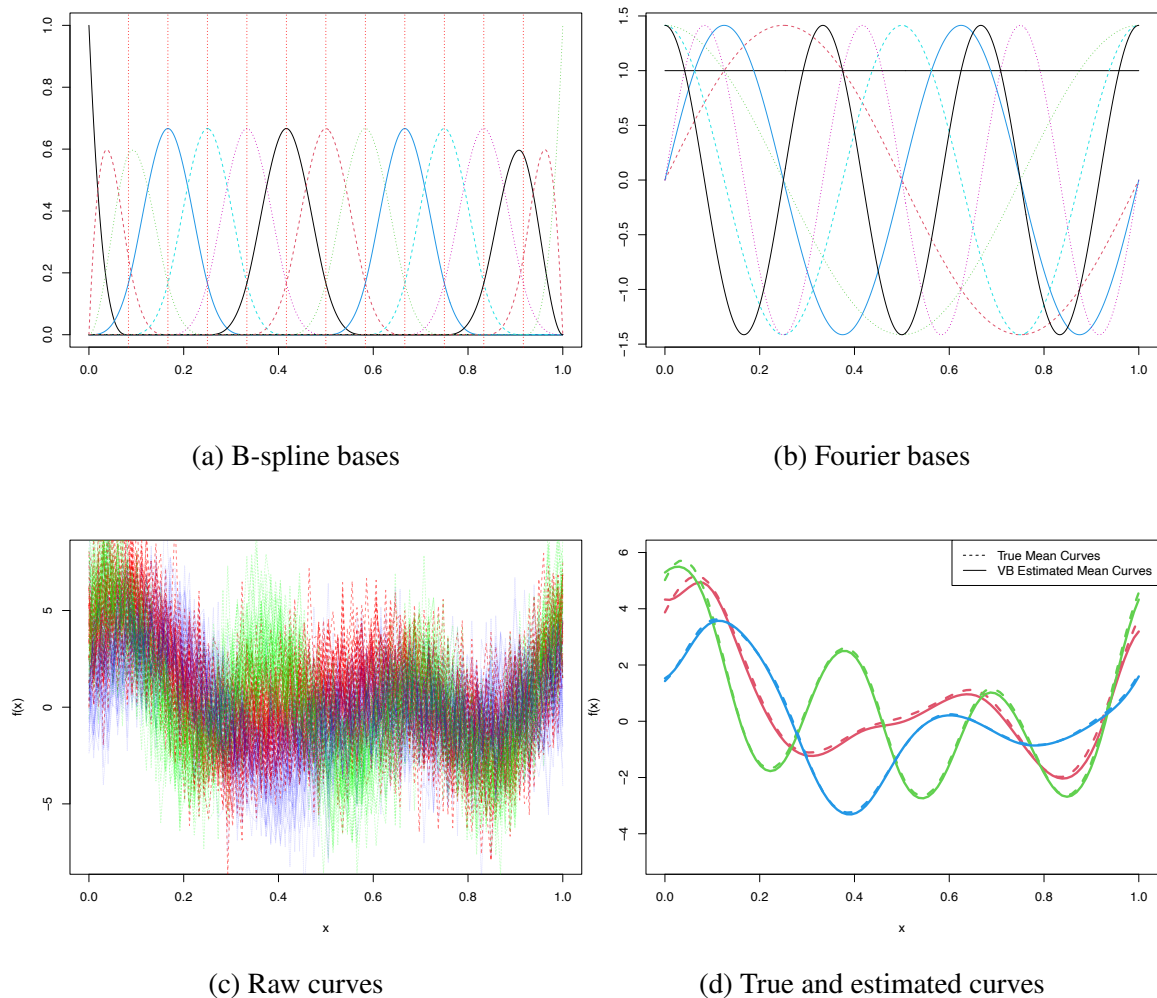 0.0 0.2 0.4 0.6 0.8 1.0
0.0 0.2 0.4 0.6 0.8 1.0
(a) B-spline bases
−1.5 −1.0 −0.5 0.0 0.5 1.0 1.5
0.0 0.2 0.4 0.6 0.8 1.0
(b) Fourier bases
f(x)
5
0
−5
0.0 0.2 0.4 0.6 0.8 1.0
x
(c) Raw curves
True Mean Curves
VB Estimated Mean Curves
f(x)
6
4
2
0
−2
−4
0.0 0.2 0.4 0.6 0.8 1.0
x
(d) True and estimated curves